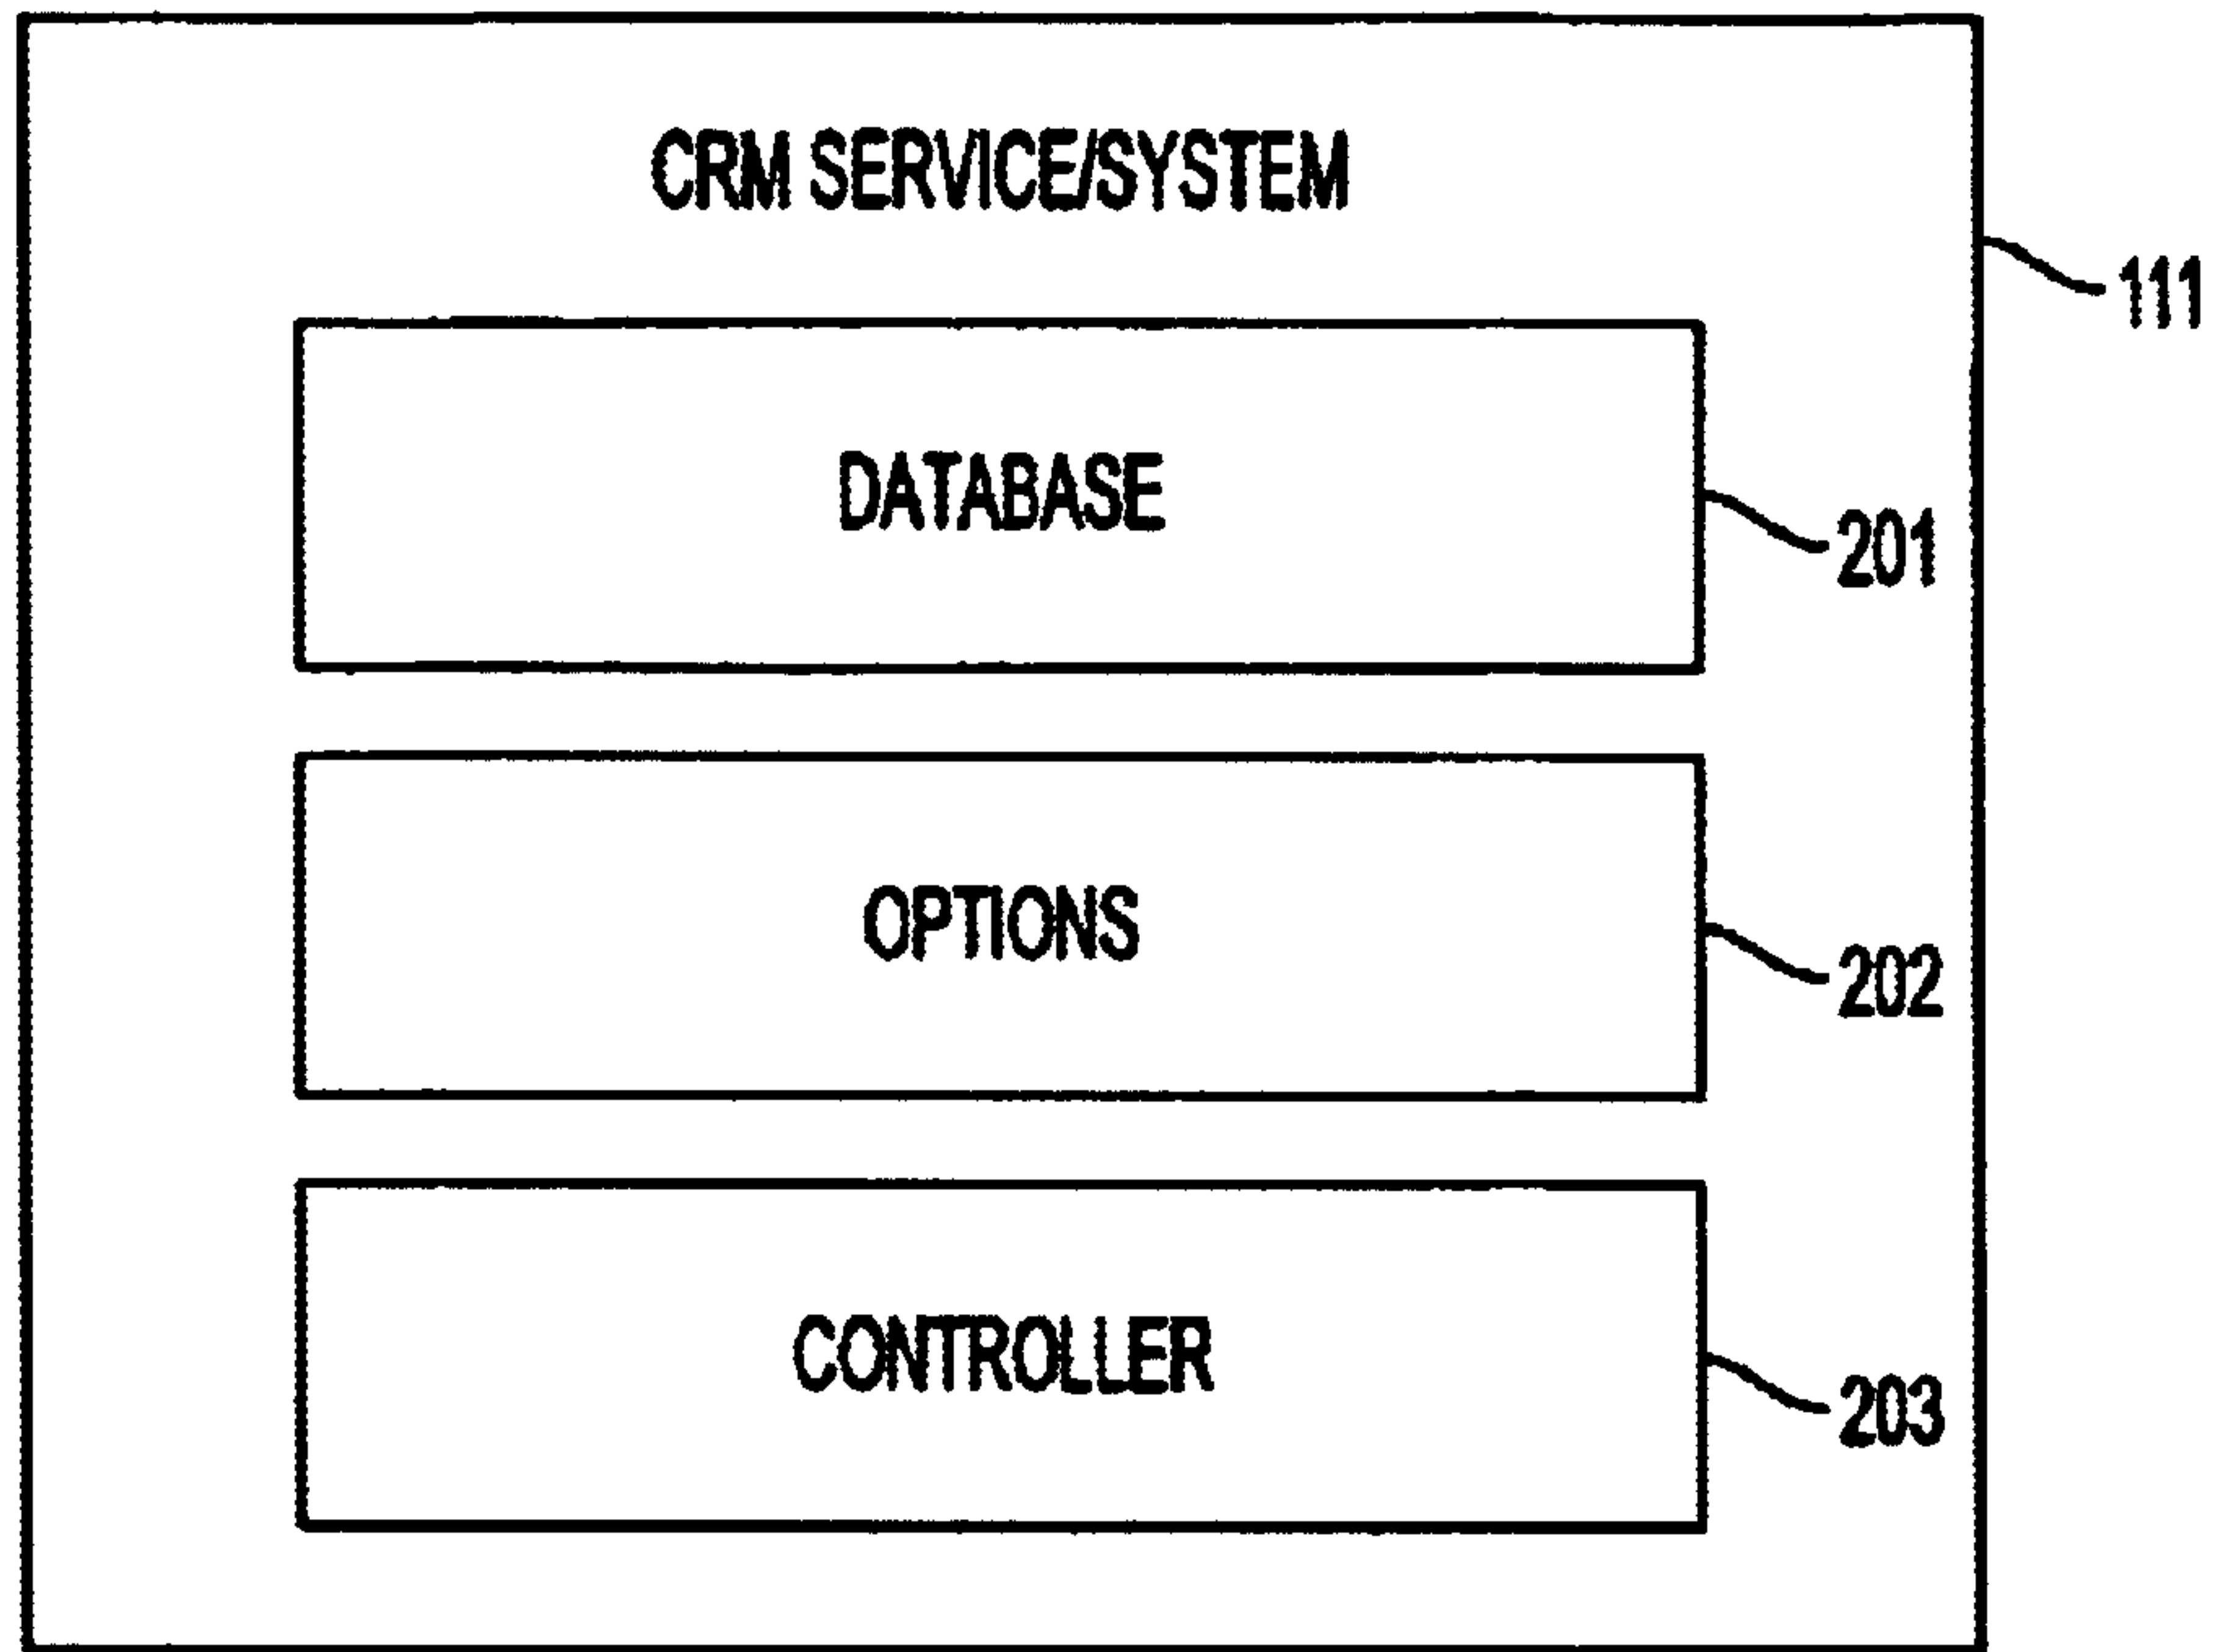 CRM SERVICE/SYSTEM
111
DATABASE
201
OPTIONS
202
CONTROLLER
203